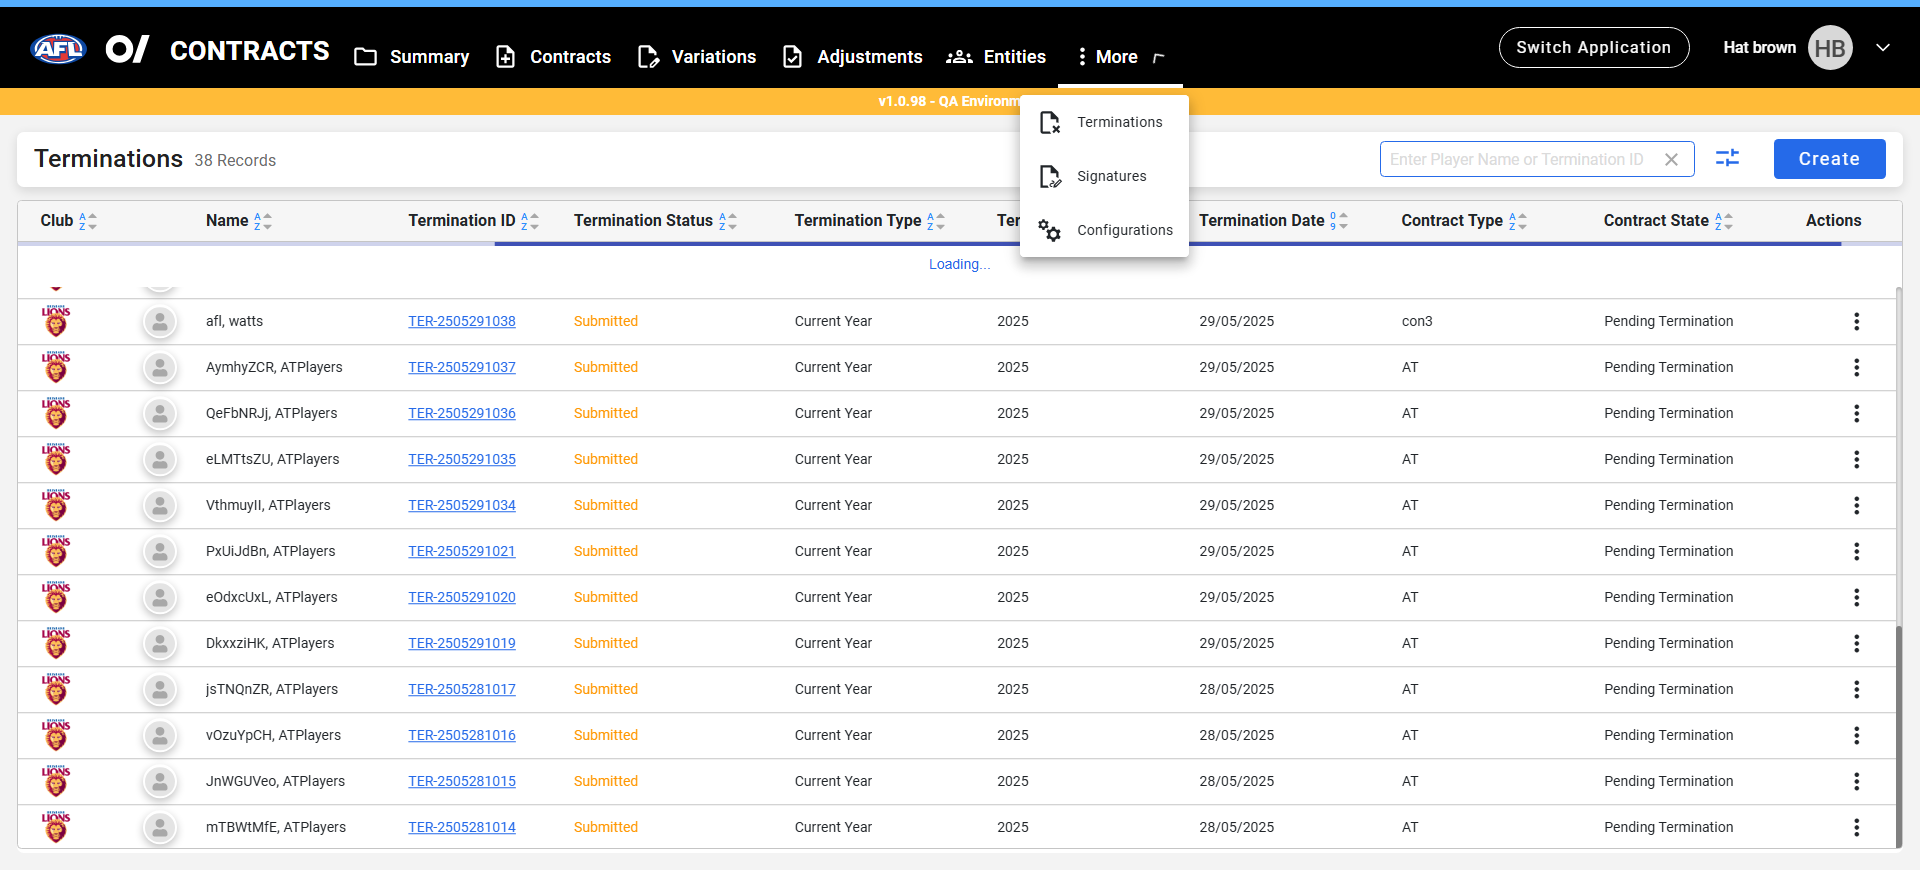 AFL CONTRACTS Summary Contracts Variations Adjustments Entities More Switch Application Hat brown HB
v1.0.98 - QA Environm
Terminations
Signatures
Configurations
Terminations 38 Records Enter Player Name or Termination ID Create
Club Name Termination ID Termination Status Termination Type Ter Termination Date Contract Type Contract State Actions
Loading...
LIONS afl, watts TER-2505291038 Submitted Current Year 2025 29/05/2025 con3 Pending Termination
LIONS AymhyZCR, ATPlayers TER-2505291037 Submitted Current Year 2025 29/05/2025 AT Pending Termination
LIONS QeFbNRJj, ATPlayers TER-2505291036 Submitted Current Year 2025 29/05/2025 AT Pending Termination
LIONS eLMTtsZU, ATPlayers TER-2505291035 Submitted Current Year 2025 29/05/2025 AT Pending Termination
LIONS VthmuyII, ATPlayers TER-2505291034 Submitted Current Year 2025 29/05/2025 AT Pending Termination
LIONS PxUiJdBn, ATPlayers TER-2505291021 Submitted Current Year 2025 29/05/2025 AT Pending Termination
LIONS eOdxcUxL, ATPlayers TER-2505291020 Submitted Current Year 2025 29/05/2025 AT Pending Termination
LIONS DkxxziHK, ATPlayers TER-2505291019 Submitted Current Year 2025 29/05/2025 AT Pending Termination
LIONS jsTNQnZR, ATPlayers TER-2505281017 Submitted Current Year 2025 28/05/2025 AT Pending Termination
LIONS vOzuYpCH, ATPlayers TER-2505281016 Submitted Current Year 2025 28/05/2025 AT Pending Termination
LIONS JnWGUVeo, ATPlayers TER-2505281015 Submitted Current Year 2025 28/05/2025 AT Pending Termination
LIONS mTBWtMfE, ATPlayers TER-2505281014 Submitted Current Year 2025 28/05/2025 AT Pending Termination